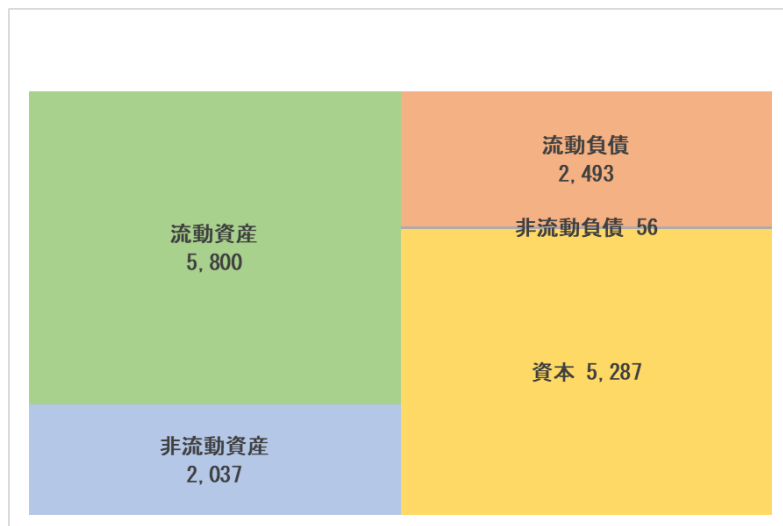 流動資産
5,800
非流動資産
2,037
流動負債
2,493
非流動負債 56
資本 5,287